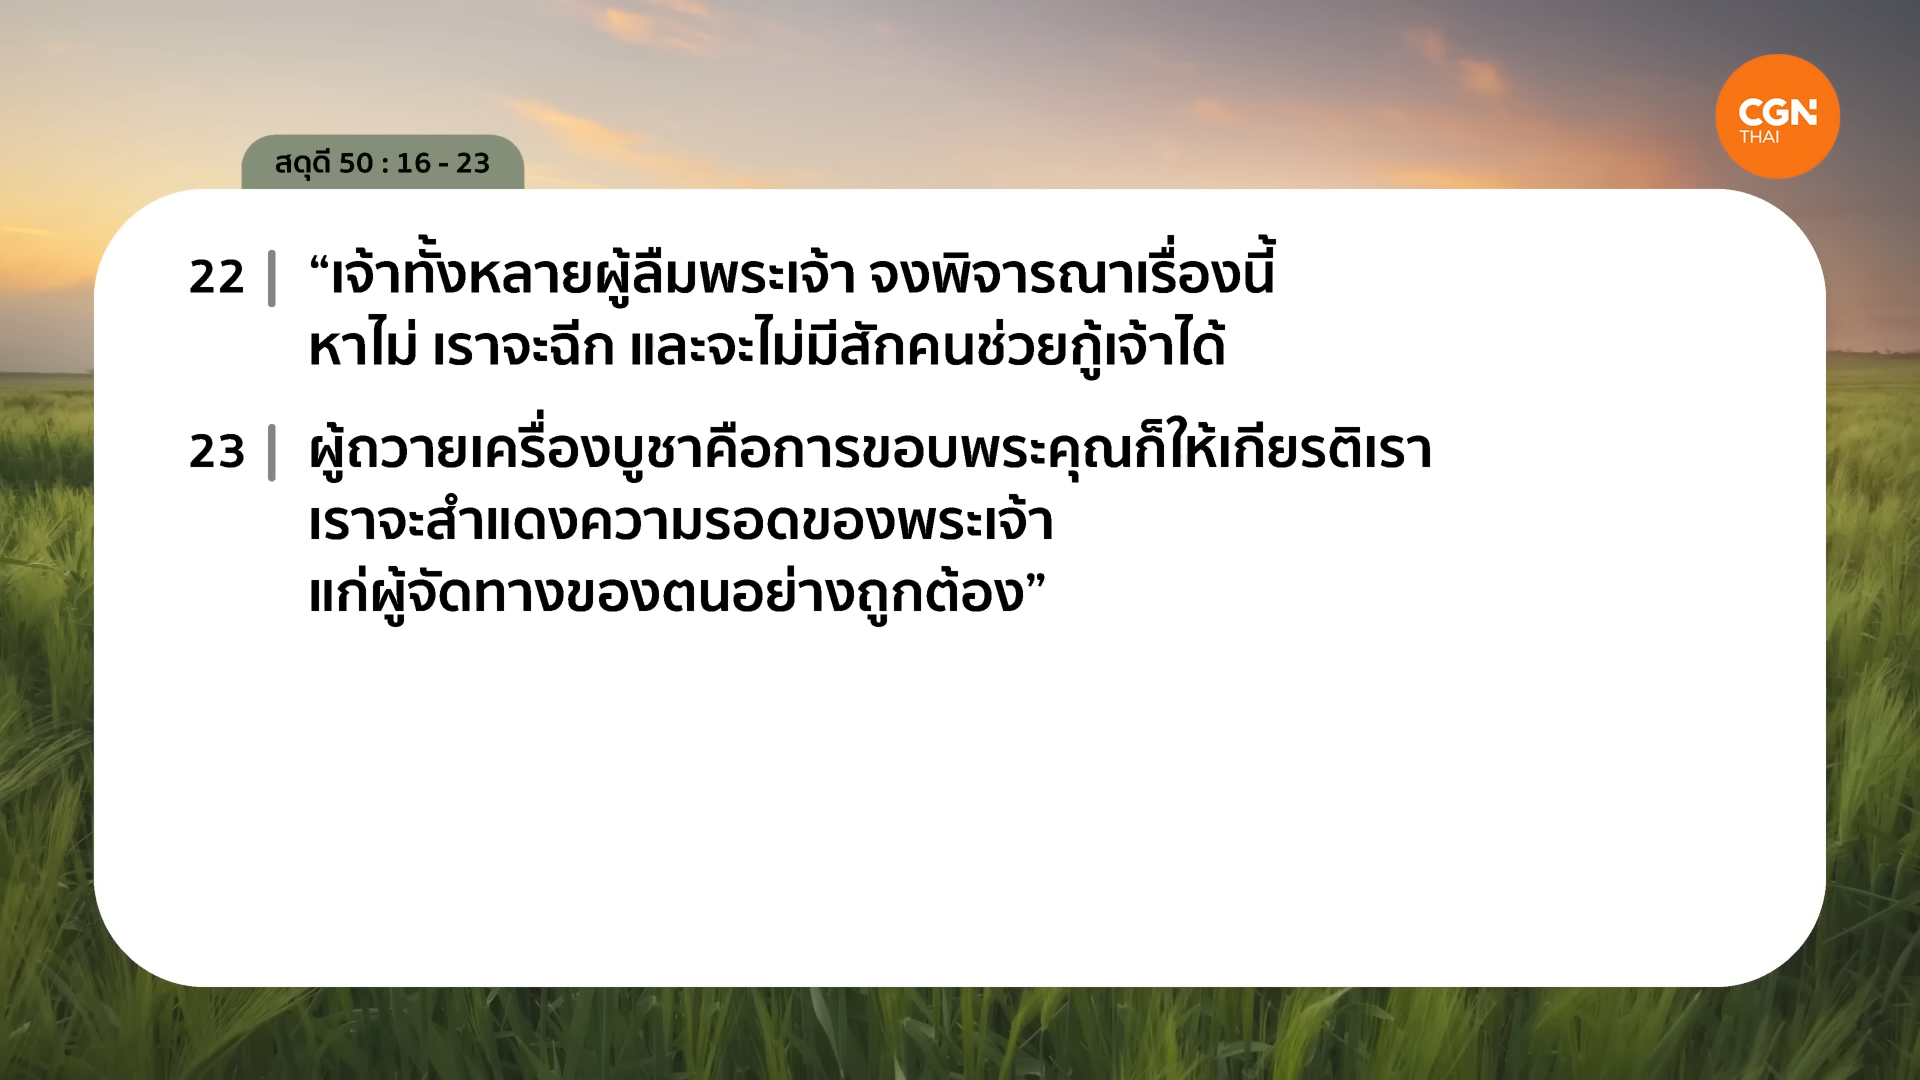 CGN
THAI
สดุดี 50 : 16 - 23
22 “เจ้าทั้งหลายผู้ลืมพระเจ้า จงพิจารณาเรื่องนี้
หาไม่ เราจะฉีก และจะไม่มีสักคนช่วยกู้เจ้าได้
23 ผู้ถวายเครื่องบูชาคือการขอบพระคุณก็ให้เกียรติเรา
เราจะสำแดงความรอดของพระเจ้า
แก่ผู้จัดทางของตนอย่างถูกต้อง”